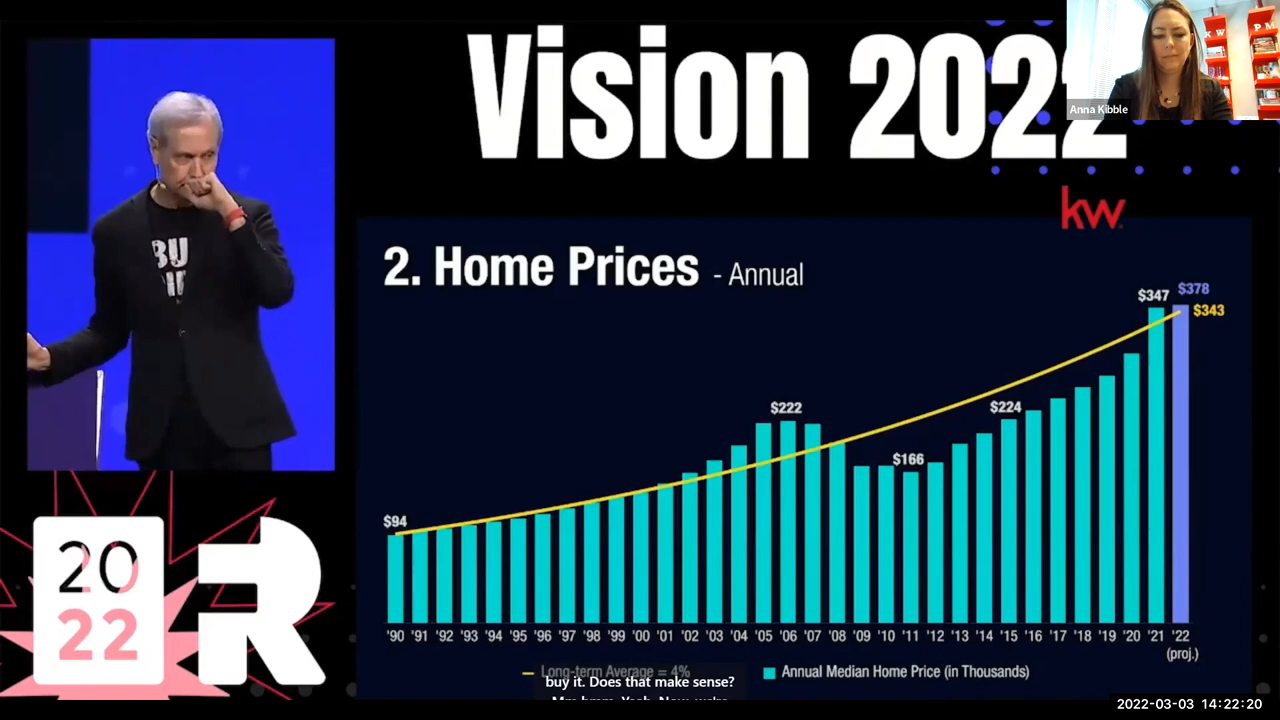 Vision 2022
Anna Kibble
KW PM
kw
BU
2. Home Prices - Annual
$378
$347
$343
$222
$224
$166
$94
'90 '91 '92 '93 '94 '95 '96 '97 '98 '99 '00 '01 '02 '03 '04 '05 '06 '07 '08 '09 '10 '11 '12 '13 '14 '15 '16 '17 '18 '19 '20 '21 '22
(proj.)
Long-term Average = 4%
Annual Median Home Price (in Thousands)
20
22
R
buy it. Does that make sense?
2022-03-03 14:22:20